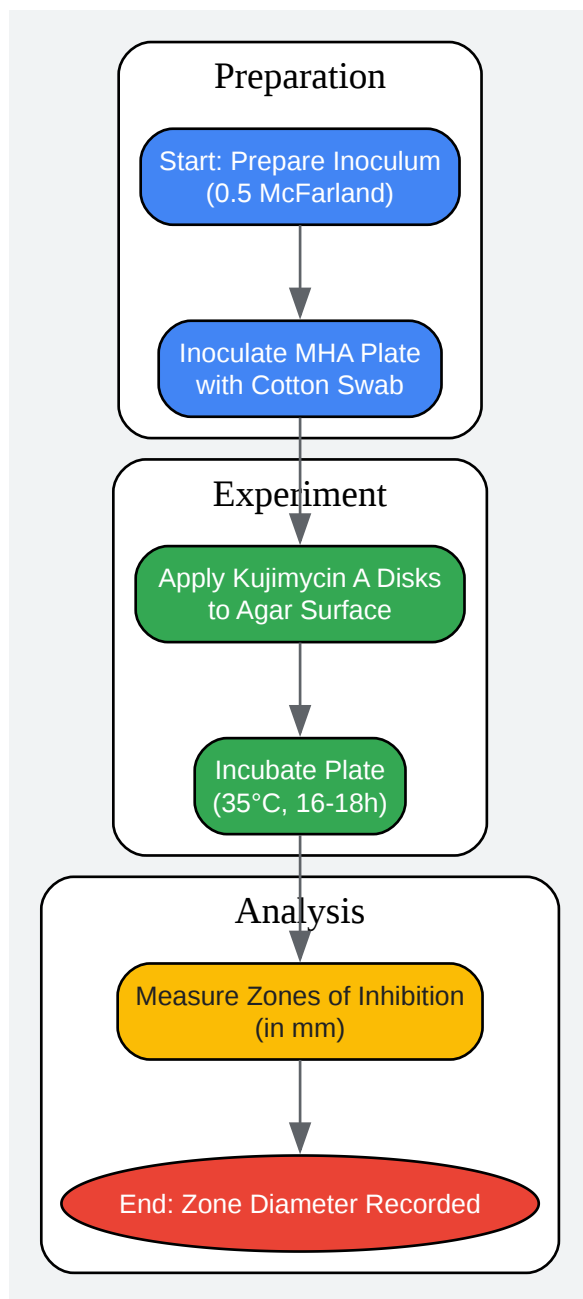 Preparation
Start: Prepare Inoculum
(0.5 McFarland)
Inoculate MHA Plate
with Cotton Swab
Experiment
Apply Kujimycin A Disks
to Agar Surface
Incubate Plate
(35°C, 16-18h)
Analysis
Measure Zones of Inhibition
(in mm)
End: Zone Diameter Recorded